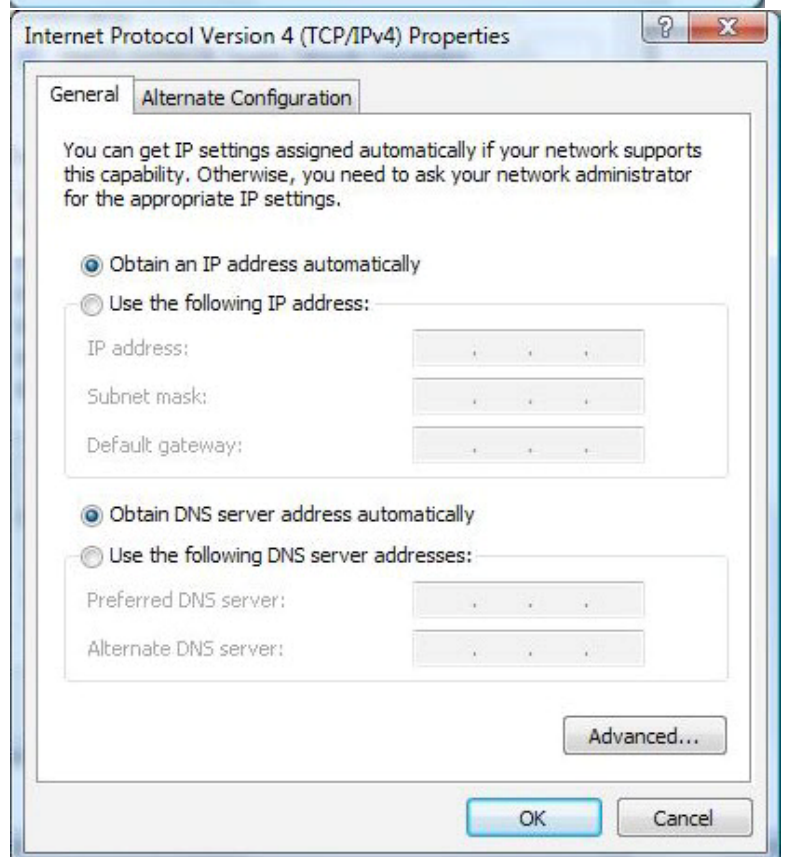 Internet Protocol Version 4 (TCP/IPv4) Properties
General
Alternate Configuration
You can get IP settings assigned automatically if your network supports
this capability. Otherwise, you need to ask your network administrator
for the appropriate IP settings.
Obtain an IP address automatically
Use the following IP address:
IP address:
Subnet mask:
Default gateway:
Obtain DNS server address automatically
Use the following DNS server addresses:
Preferred DNS server:
Alternate DNS server:
Advanced...
OK
Cancel